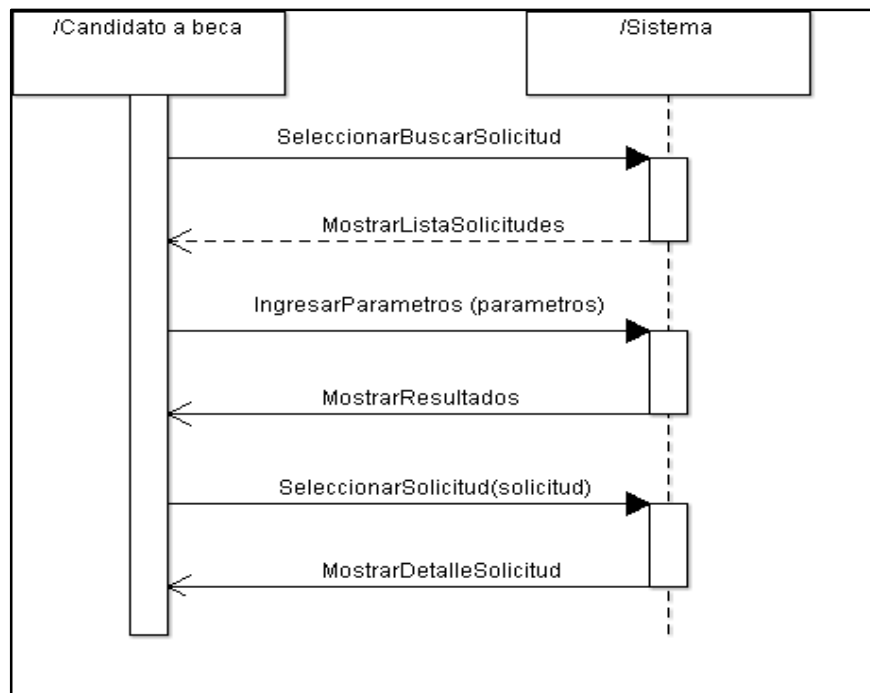 /Candidato a beca
/Sistema
SeleccionarBuscarSolicitud
MostrarListaSolicitudes
IngresarParametros (parametros)
MostrarResultados
SeleccionarSolicitud(solicitud)
MostrarDetalleSolicitud